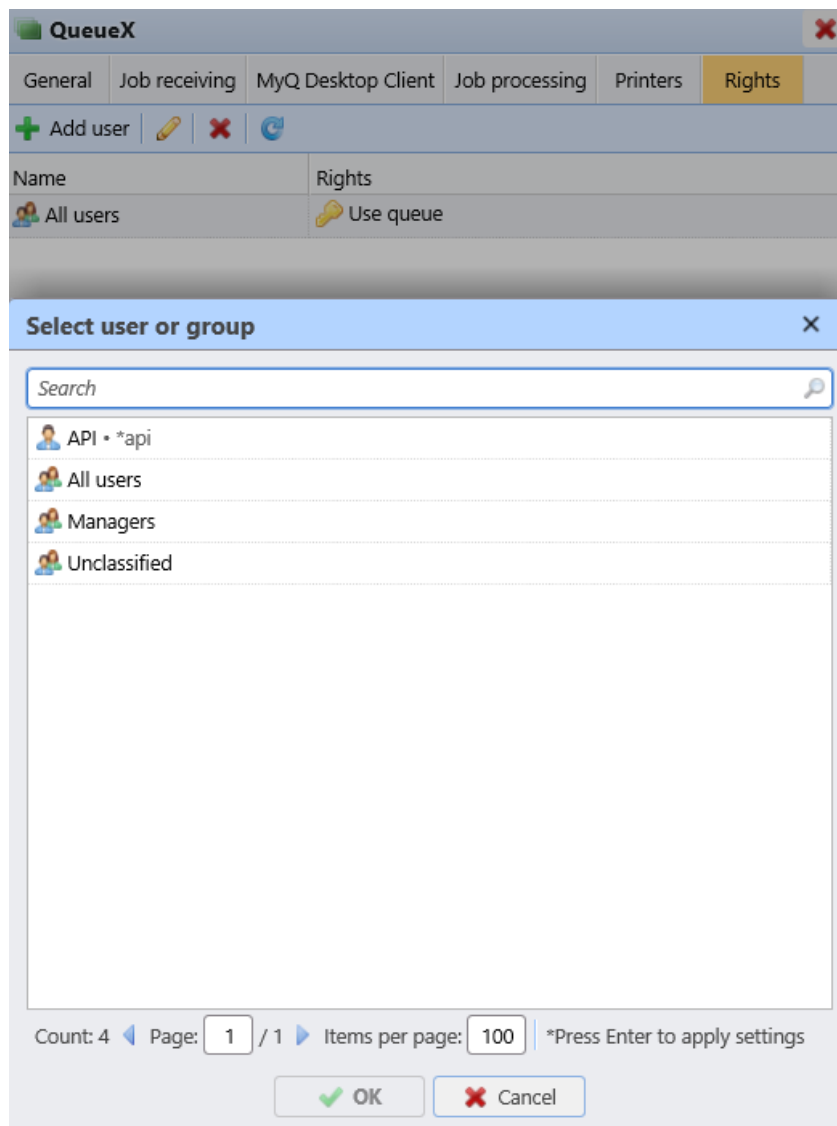 QueueX
General Job receiving MyQ Desktop Client Job processing Printers Rights
Add user
Name Rights
All users Use queue
Select user or group
Search
API • *api
All users
Managers
Unclassified
Count: 4 Page: 1 / 1 Items per page: 100 *Press Enter to apply settings
OK Cancel